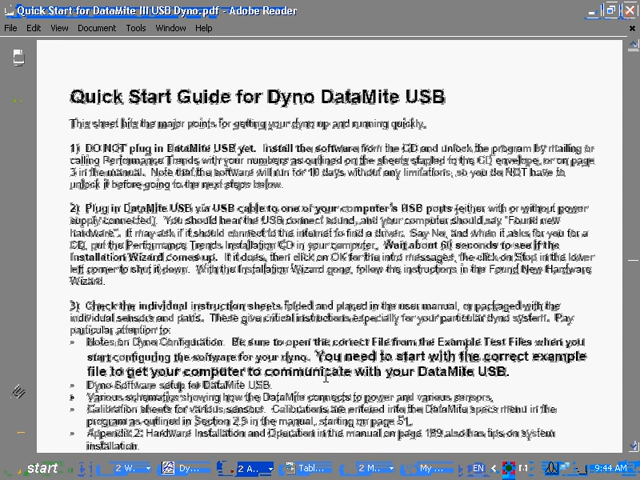 Quick Start for DataMite III USB Dyno.pdf - Adobe Reader
File Edit View Document Tools Window Help
Quick Start Guide for Dyno DataMite USB
This sheet hits the major points for getting your dyno up and running quickly.
1) DO NOT plug in DataMite USB yet. Install the software from the CD and unlock the program by mailing or
calling Performance Trends with your numbers as outlined on the sheets stapled to the CD envelope, or on page
3 in the manual. Note that the software will run for 10 days without any limitations, so you do NOT have to
unlock it before going to the next steps below.
2) Plug in DataMite USB via USB cable to one of your computer's USB ports (either with or without power
supply connected). You should hear the USB connect sound, and your computer should say "Found new
hardware". It may ask if it should connect to the internet to find a driver. Say No, and when it asks for you for a
CD, put the Performance Trends Installation CD in your computer. Wait about 60 seconds to see if the
Installation Wizard comes up. If it does, then click on OK for the info messages, the click on Stop in the lower
left corner to shut it down. With the Installation Wizard gone, follow the instructions in the Found New Hardware
Wizard.
3) Check the individual instruction sheets folded and placed in the user manual, or packaged with the
individual sensors and parts. These give critical instructions especially for your particular dyno system. Pay
particular attention to:
Notes on Dyno Configuration. Be sure to open the correct File from the Example Test Files when you
start configuring the software for your dyno. You need to start with the correct example
file to get your computer to communicate with your DataMite USB.
Dyno Software setup for DataMite USB.
Various schematics showing how the DataMite connects to power and various sensors.
Calibration sheets for various sensors. Calibrations are entered into the DataMite specs menu in the
program as outlined in Section 2.9 in the manual, starting on page
Appendix 2: Hardware Installation and Operation in the manual on page 189 also has tips on system
installation.
start 2 W... Dy... 2 A... Tabl... 2 M... My ... EN 9:44 AM